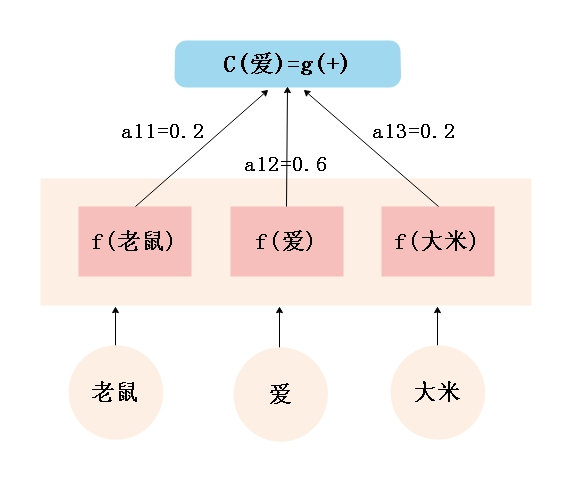 C(爱)=g(+)
a11=0.2
a12=0.6
a13=0.2
f(老鼠)
f(爱)
f(大米)
老鼠
爱
大米